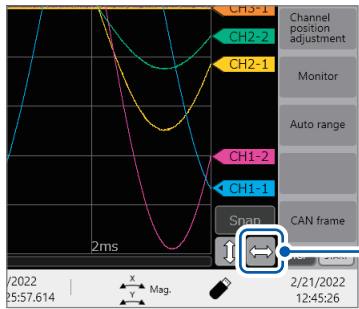 CH3-1
CH2-2
CH2-1
CH1-2
CH1-1
2ms
Snap
Channel
position
adjustment
Monitor
Auto range
CAN frame
/2022
25:57.614
X
Y
Mag.
2/21/2022
12:45:26